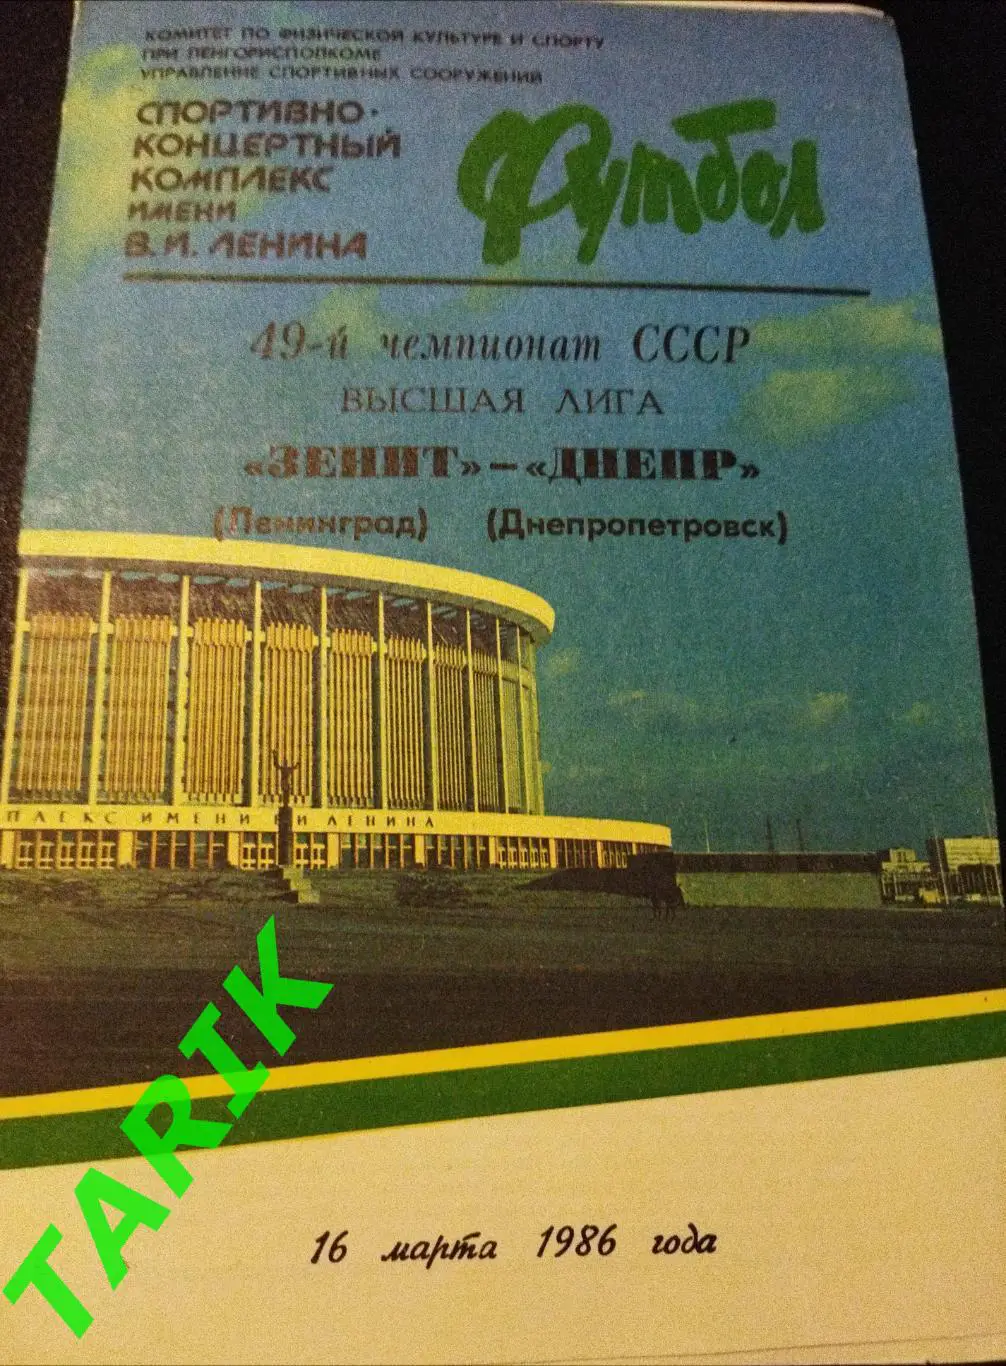 КОМИТЕТ ПО ФИЗИЧЕСКОЙ КУЛЬТУРЕ И СПОРТУ
ПРИ ЛЕНГОРИСПОЛКОМЕ
УПРАВЛЕНИЕ СПОРТИВНЫХ СООРУЖЕНИЙ
СПОРТИВНО-
КОНЦЕРТНЫЙ
КОМПЛЕКС
ИМЕНИ
В.И. ЛЕНИНА
Футбол
49-й чемпионат СССР
ВЫСШАЯ ЛИГА
«ЗЕНИТ»—«ДНЕПР»
(Ленинград) (Днепропетровск)
ПЛЕКС ИМЕНИ В И ЛЕНИНА
TARIK
16 марта 1986 года